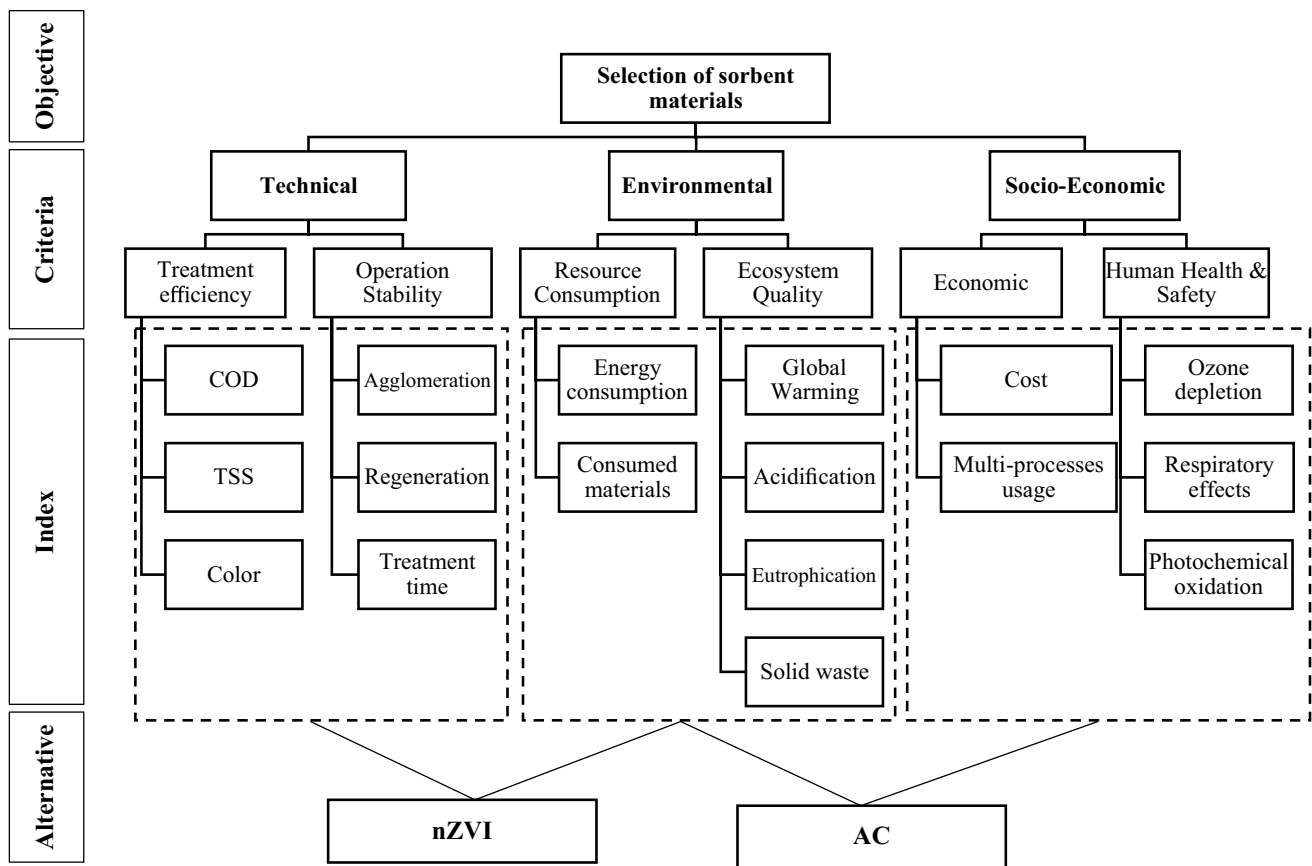 Objective
Selection of sorbent
materials
Criteria
Technical
Environmental
Socio-Economic
Treatment
efficiency
Operation
Stability
Resource
Consumption
Ecosystem
Quality
Economic
Human Health &
Safety
Index
COD
TSS
Color
Agglomeration
Regeneration
Treatment
time
Energy
consumption
Consumed
materials
Global
Warming
Acidification
Eutrophication
Solid waste
Cost
Multi-processes
usage
Ozone
depletion
Respiratory
effects
Photochemical
oxidation
Alternative
nZVI
AC